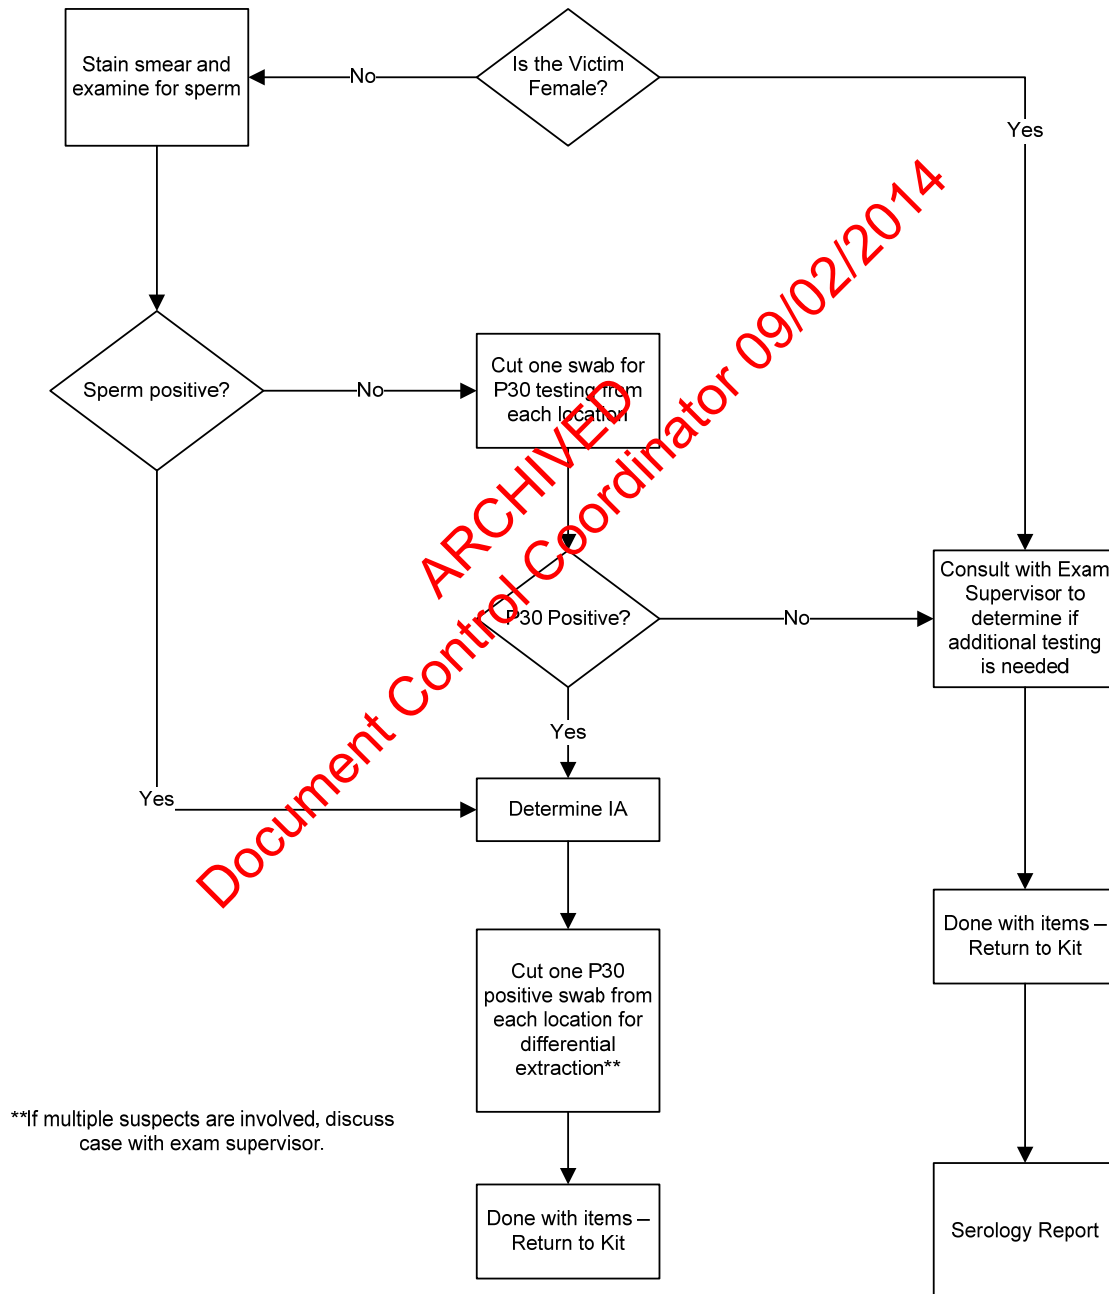 Stain smear and
examine for sperm
No
Is the Victim
Female?
Yes
Sperm positive?
No
Cut one swab for
P30 testing from
each location
P30 Positive?
No
Consult with Exam
Supervisor to
determine if
additional testing
is needed
Yes
Yes
Determine IA
Done with items –
Return to Kit
Cut one P30
positive swab from
each location for
differential
extraction**
**If multiple suspects are involved, discuss
case with exam supervisor.
Done with items –
Return to Kit
Serology Report
ARCHIVED
Document Control Coordinator 09/02/2014